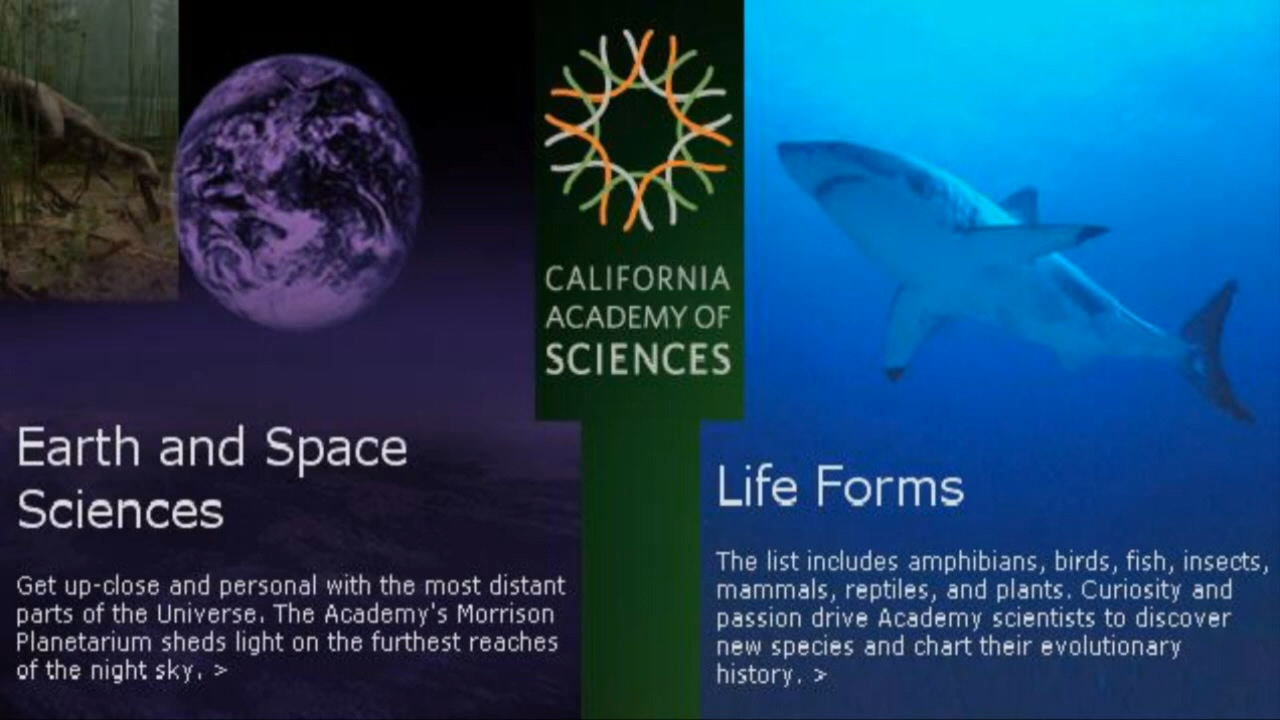 CALIFORNIA
ACADEMY OF
SCIENCES
Earth and Space
Sciences
Get up-close and personal with the most distant
parts of the Universe. The Academy's Morrison
Planetarium sheds light on the furthest reaches
of the night sky. >
Life Forms
The list includes amphibians, birds, fish, insects,
mammals, reptiles, and plants. Curiosity and
passion drive Academy scientists to discover
new species and chart their evolutionary
history. >